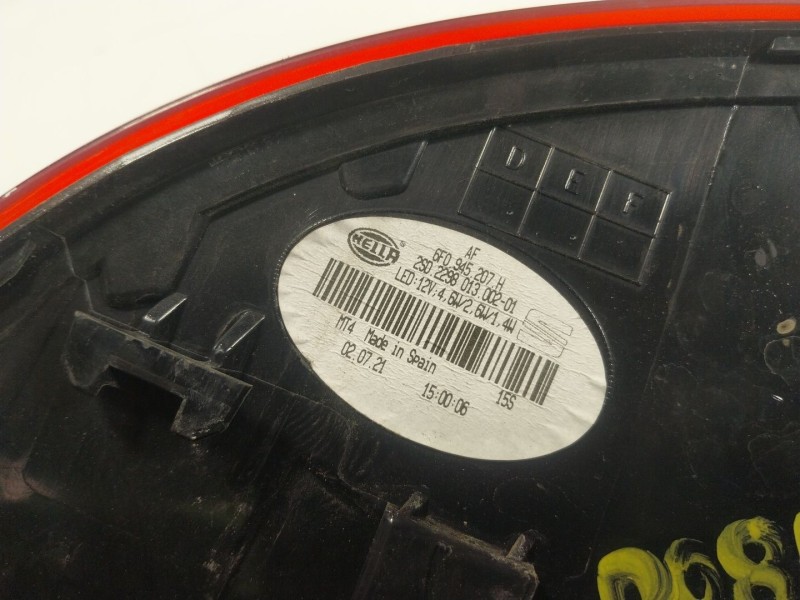 D E F
HELLA
AF
6F0 945 207 H
2SD 298 013 002-01
LED:12V:4,6W/2,6W/1,4W
MT4 Made in Spain 15S
02.07.21 15:00:06